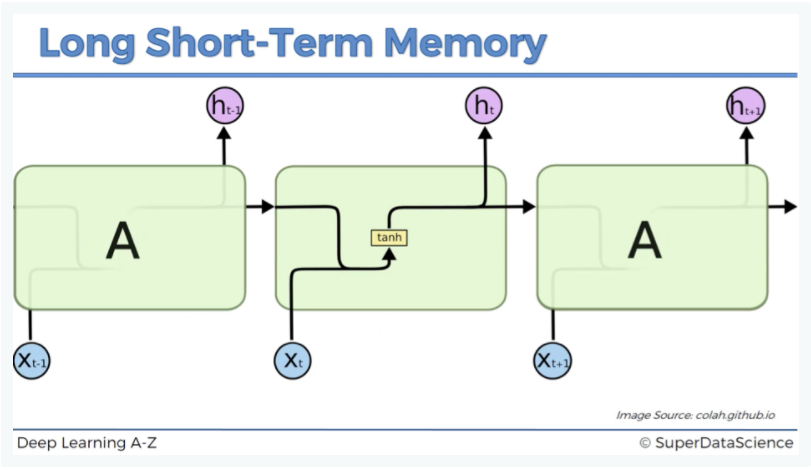 Long Short-Term Memory
ht-1
ht
ht+1
A
tanh
A
Xt-1
Xt
Xt+1
Image Source: colah.github.io
Deep Learning A-Z
© SuperDataScience